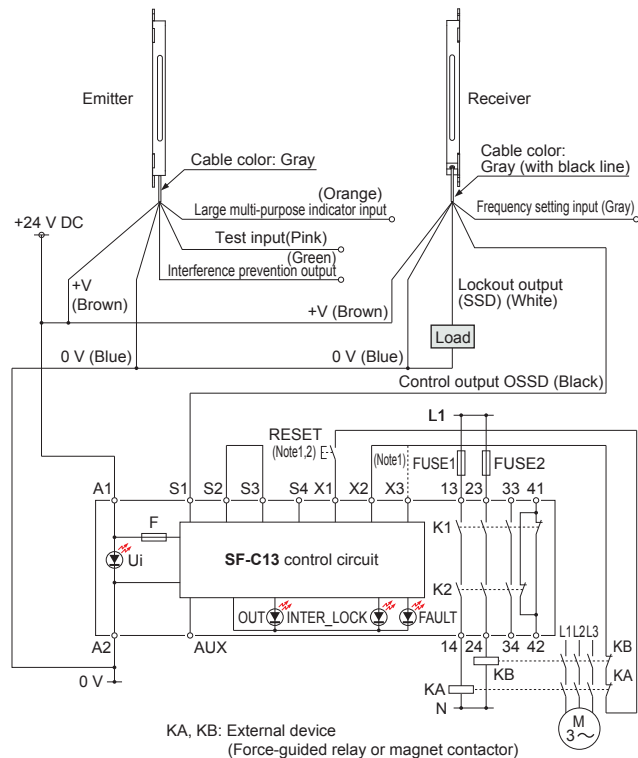 Emitter
Receiver
Cable color: Gray
Cable color:
Gray (with black line)
(Orange)
Large multi-purpose indicator input
Frequency setting input (Gray)
+24 V DC
Test input(Pink)
(Green)
Interference prevention output
+V
(Brown)
Lockout output
(SSD) (White)
+V (Brown)
Load
0 V (Blue)
0 V (Blue)
Control output OSSD (Black)
L1
RESET
(Note1,2)
(Note1)
FUSE1
FUSE2
A1
S1
S2
S3
S4
X1
X2
X3
13
23
33
41
F
K1
Ui
SF-C13 control circuit
K2
OUT
INTER_LOCK
FAULT
A2
AUX
14
24
34
42
L1
L2
L3
KB
KB
KA
KA
0 V
N
M
3~
KA, KB: External device
(Force-guided relay or magnet contactor)